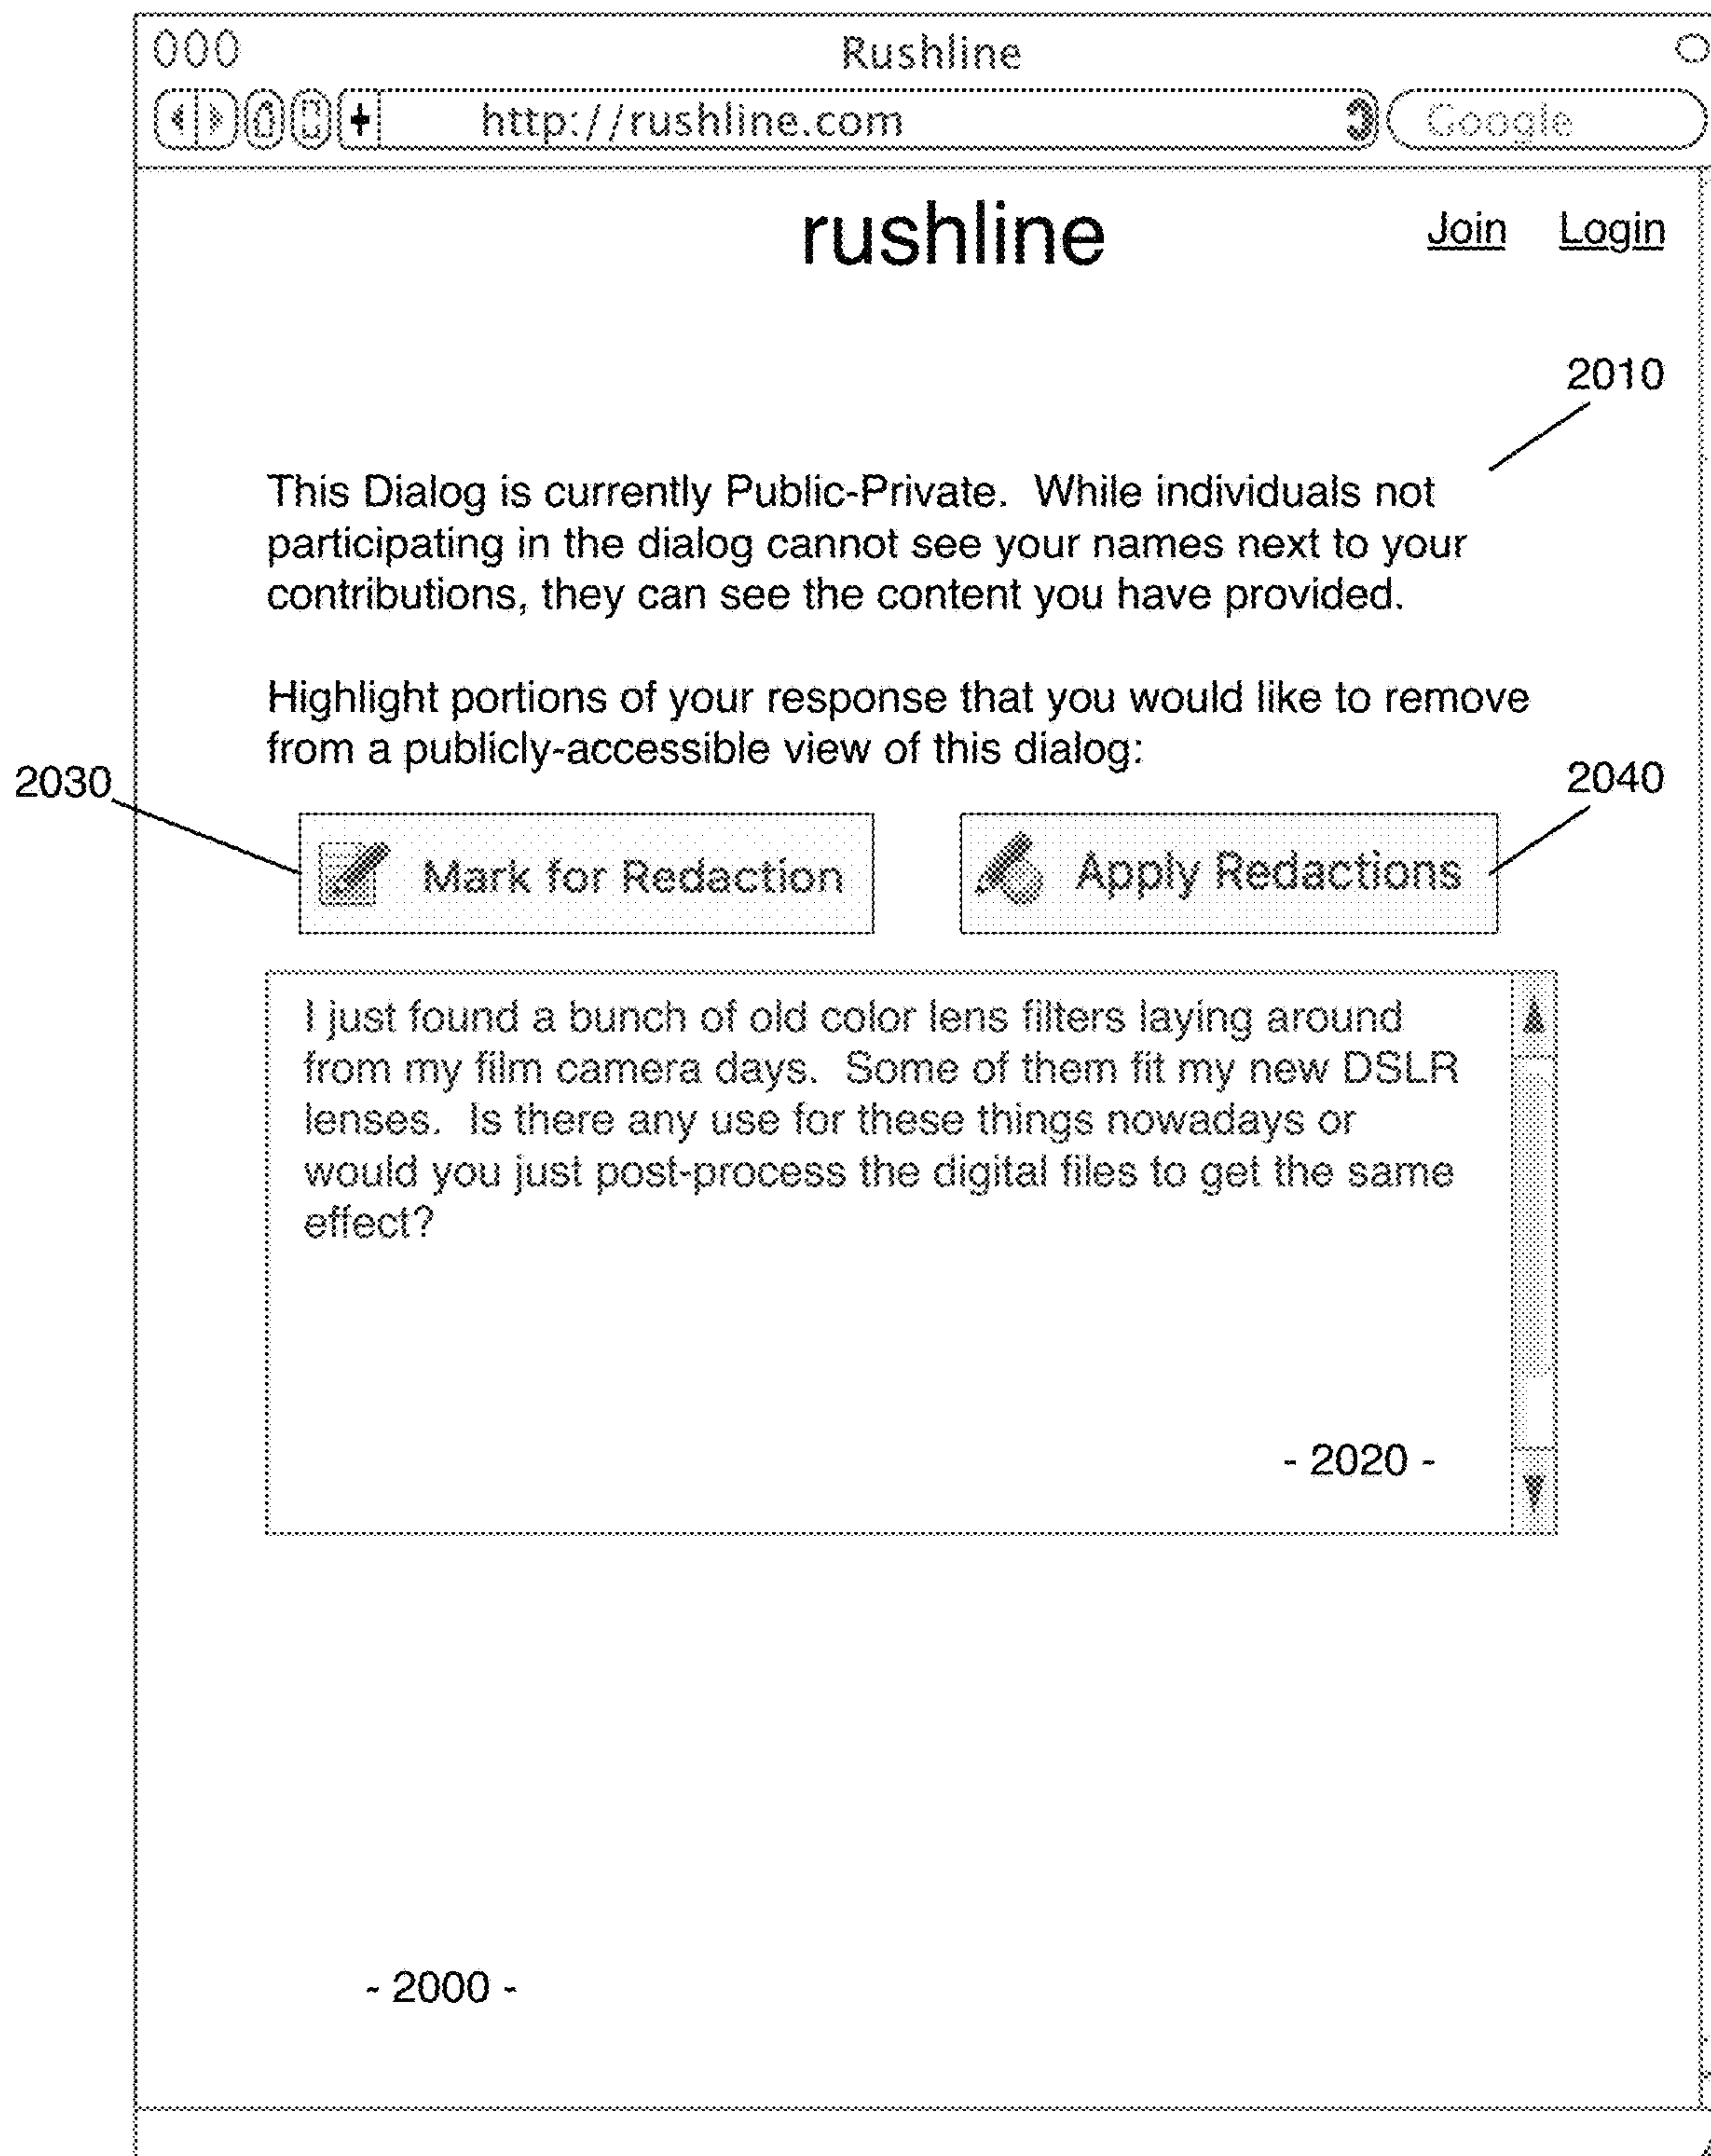 Rushline
http://rushline.com
Google
rushline
Join Login
2010
This Dialog is currently Public-Private. While individuals not
participating in the dialog cannot see your names next to your
contributions, they can see the content you have provided.
Highlight portions of your response that you would like to remove
from a publicly-accessible view of this dialog:
2030
2040
Mark for Redaction
Apply Redactions
I just found a bunch of old color lens filters laying around
from my film camera days. Some of them fit my new DSLR
lenses. Is there any use for these things nowadays or
would you just post-process the digital files to get the same
effect?
- 2020 -
- 2000 -